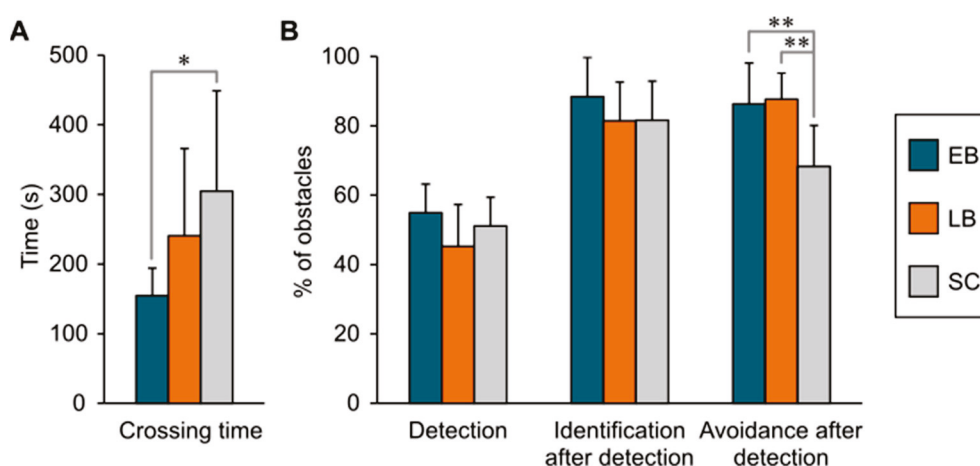 A
500
400
300
200
100
0
Time (s)
*
Crossing time
B
100
80
60
40
20
0
% of obstacles
**
**
Detection
Identification
after detection
Avoidance after
detection
EB
LB
SC